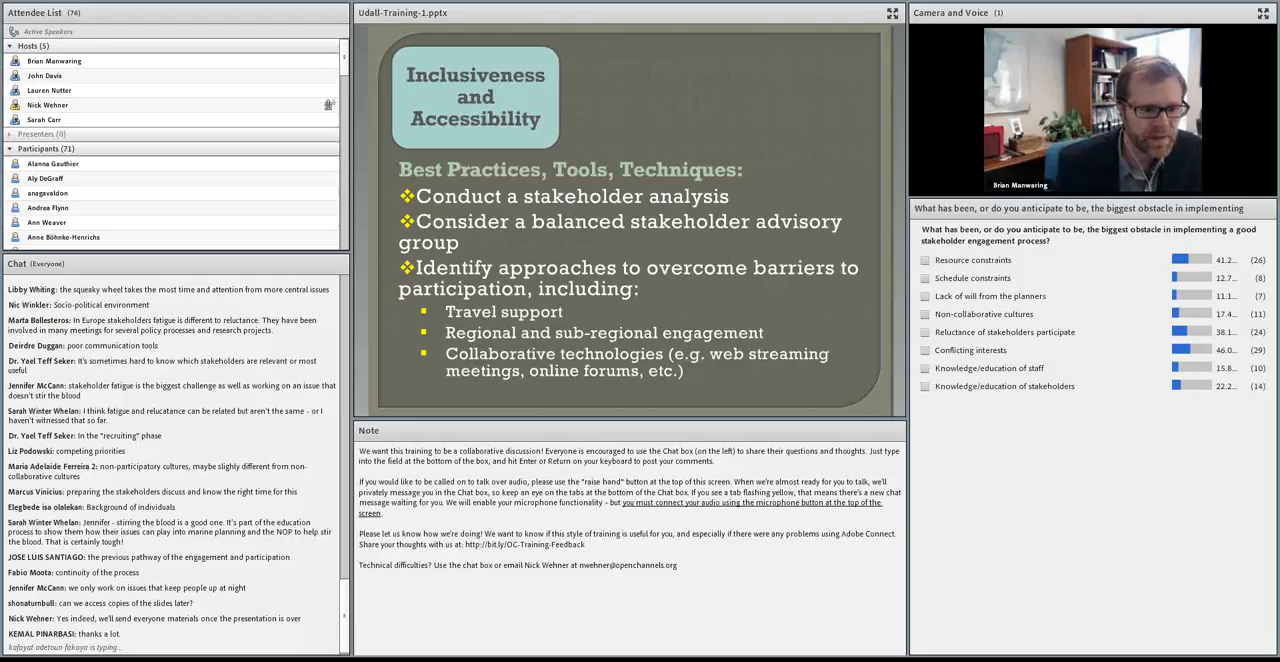 Attendee List (76)
Active Speakers
Hosts (5)
Brian Manwaring
John Davis
Lauren Nutter
Nick Wehner
Sarah Carr
Presenters (0)
Participants (71)
Alanna Gauthier
Aly DeGraff
anagavaldon
Andrea Flynn
Ann Weaver
Anne Böhnke-Henrichs
Chat (Everyone)
Libby Whiting: the squeaky wheel takes the most time and attention from more central issues
Nic Winkler: Socio-political environment
Marta Ballesteros: In Europe stakeholders fatigue is different to reluctance. They have been
involved in many meetings for several policy processes and research projects.
Deirdre Duggan: poor communication tools
Dr. Yael Teff Seker: It's sometimes hard to know which stakeholders are relevant or most
useful
Jennifer McCann: stakeholder fatigue is the biggest challenge as well as working on an issue that
doesn't stir the blood
Sarah Winter Whelan: I think fatigue and relucatance can be related but aren't the same - or I
haven't witnessed that so far.
Dr. Yael Teff Seker: In the "recruiting" phase
Liz Podowski: competing priorities
Maria Adelaide Ferreira 2: non-participatory cultures, maybe slighly different from non-
collaborative cultures
Marcus Vinicius: preparing the stakeholders discuss and know the right time for this
Elegbede isa olalekan: Background of individuals
Sarah Winter Whelan: Jennifer - stirring the blood is a good one. It's part of the education
process to show them how their issues can play into marine planning and the NOP to help stir
the blood. That is certainly tough!
JOSE LUIS SANTIAGO: the previous pathway of the engagement and participation
Fabio Moota: continuity of the process
Jennifer McCann: we only work on issues that keep people up at night
shonaturnbull: can we access copies of the slides later?
Nick Wehner: Yes indeed, we'll send everyone materials once the presentation is over
KEMAL PINARBASI: thanks a lot.
kafayat adetoun fakoya is typing...
Udall-Training-1.pptx
Inclusiveness
and
Accessibility
Best Practices, Tools, Techniques:
❖Conduct a stakeholder analysis
❖Consider a balanced stakeholder advisory
group
❖Identify approaches to overcome barriers to
participation, including:
▪ Travel support
▪ Regional and sub-regional engagement
▪ Collaborative technologies (e.g. web streaming
meetings, online forums, etc.)
Note
We want this training to be a collaborative discussion! Everyone is encouraged to use the Chat box (on the left) to share their questions and thoughts. Just type
into the field at the bottom of the box, and hit Enter or Return on your keyboard to post your comments.
If you would like to be called on to talk over audio, please use the "raise hand" button at the top of this screen. When we're almost ready for you to talk, we'll
privately message you in the Chat box, so keep an eye on the tabs at the bottom of the Chat box. If you see a tab flashing yellow, that means there's a new chat
message waiting for you. We will enable your microphone functionality - but you must connect your audio using the microphone button at the top of the
screen.
Please let us know how we're doing! We want to know if this style of training is useful for you, and especially if there were any problems using Adobe Connect.
Share your thoughts with us at: http://bit.ly/OC-Training-Feedback
Technical difficulties? Use the chat box or email Nick Wehner at nwehner@openchannels.org
Camera and Voice (1)
Brian Manwaring
What has been, or do you anticipate to be, the biggest obstacle in implementing
What has been, or do you anticipate to be, the biggest obstacle in implementing a good
stakeholder engagement process?
Resource constraints 41.2... (26)
Schedule constraints 12.7... (8)
Lack of will from the planners 11.1... (7)
Non-collaborative cultures 17.4... (11)
Reluctance of stakeholders participate 38.1... (24)
Conflicting interests 46.0... (29)
Knowledge/education of staff 15.8... (10)
Knowledge/education of stakeholders 22.2... (14)